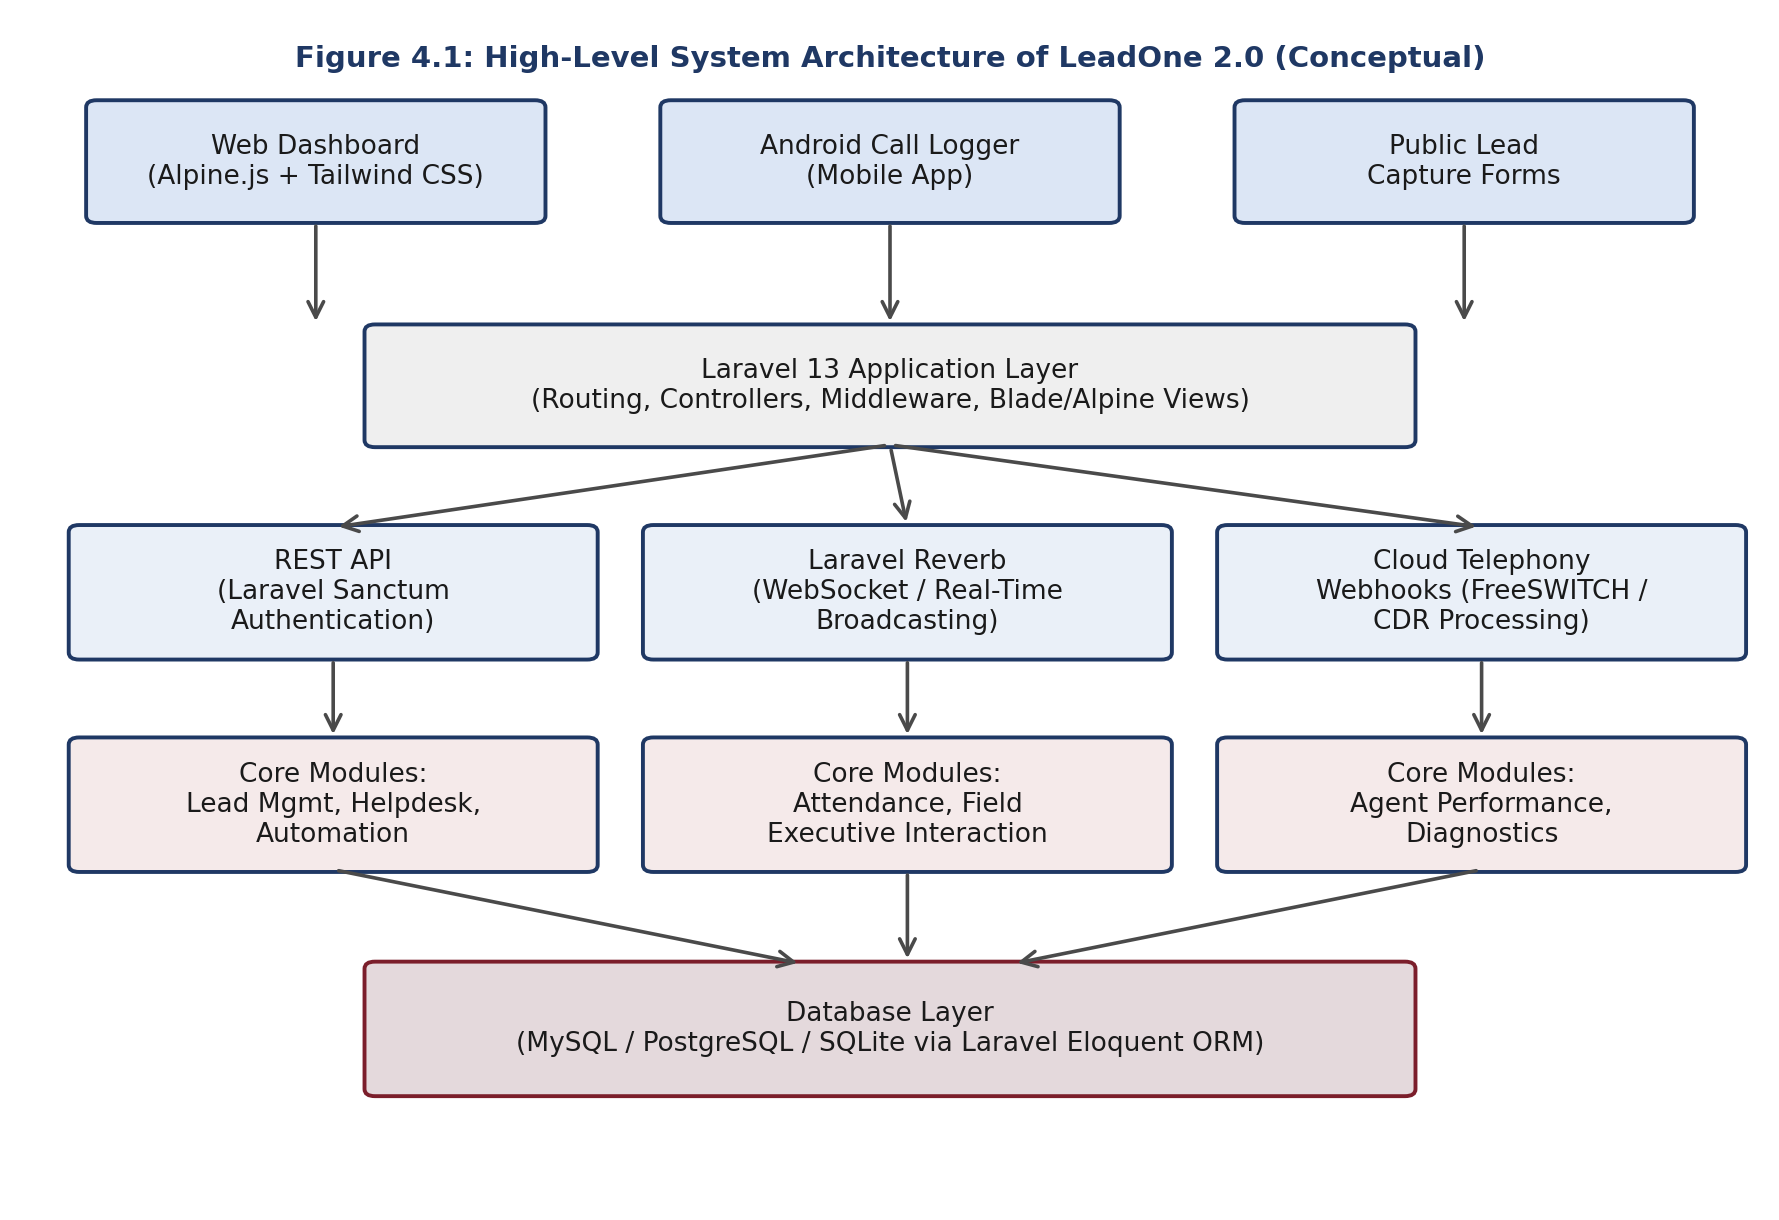 Figure 4.1: High-Level System Architecture of LeadOne 2.0 (Conceptual)
Web Dashboard
(Alpine.js + Tailwind CSS)
Android Call Logger
(Mobile App)
Public Lead
Capture Forms
Laravel 13 Application Layer
(Routing, Controllers, Middleware, Blade/Alpine Views)
REST API
(Laravel Sanctum
Authentication)
Laravel Reverb
(WebSocket / Real-Time
Broadcasting)
Cloud Telephony
Webhooks (FreeSWITCH /
CDR Processing)
Core Modules:
Lead Mgmt, Helpdesk,
Automation
Core Modules:
Attendance, Field
Executive Interaction
Core Modules:
Agent Performance,
Diagnostics
Database Layer
(MySQL / PostgreSQL / SQLite via Laravel Eloquent ORM)